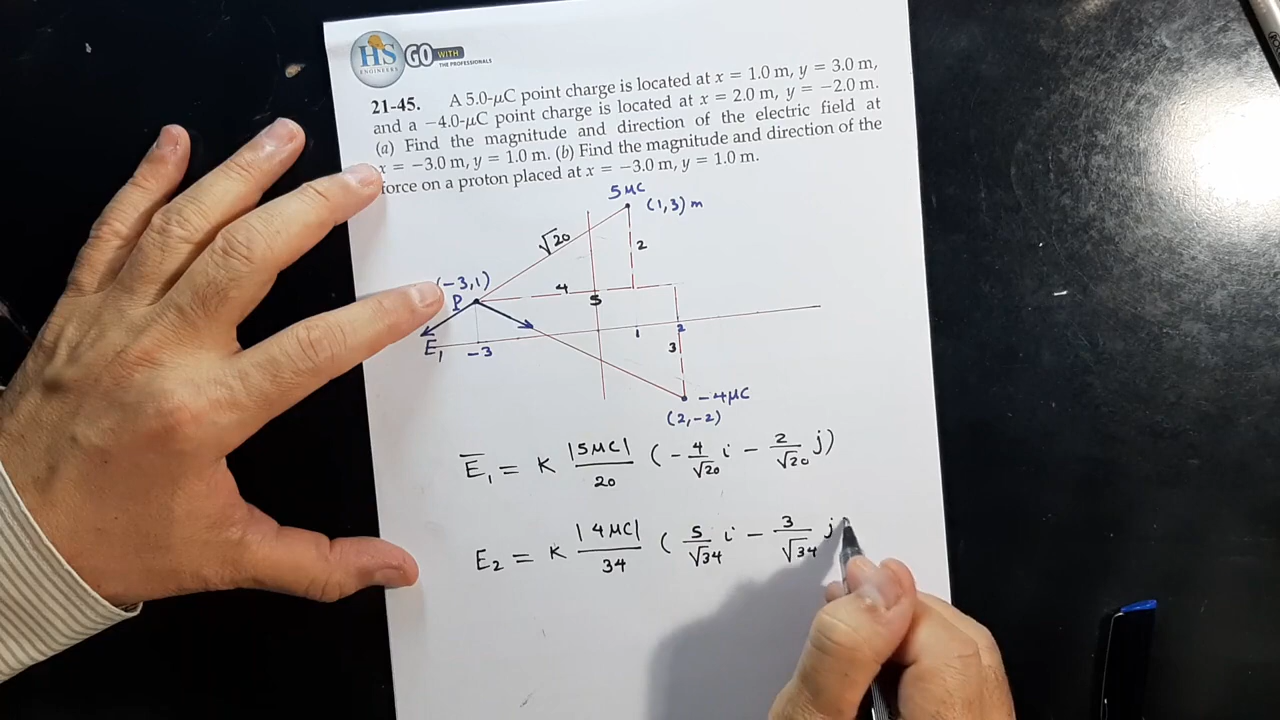 HS
ENGINEERS
GO WITH
THE PROFESSIONALS
21-45. A 5.0-μC point charge is located at x = 1.0 m, y = 3.0 m,
and a −4.0-μC point charge is located at x = 2.0 m, y = −2.0 m.
(a) Find the magnitude and direction of the electric field at
x = −3.0 m, y = 1.0 m. (b) Find the magnitude and direction of the
force on a proton placed at x = −3.0 m, y = 1.0 m.
5μC
(1,3) m
√20
2
(−3,1)
P
4
5
E₁
−3
1
2
3
−4μC
(2,−2)
E₁ = K |5μC| / 20 (− 4/√20 i − 2/√20 j)
E₂ = K |4μC| / 34 ( 5/√34 i − 3/√34 j